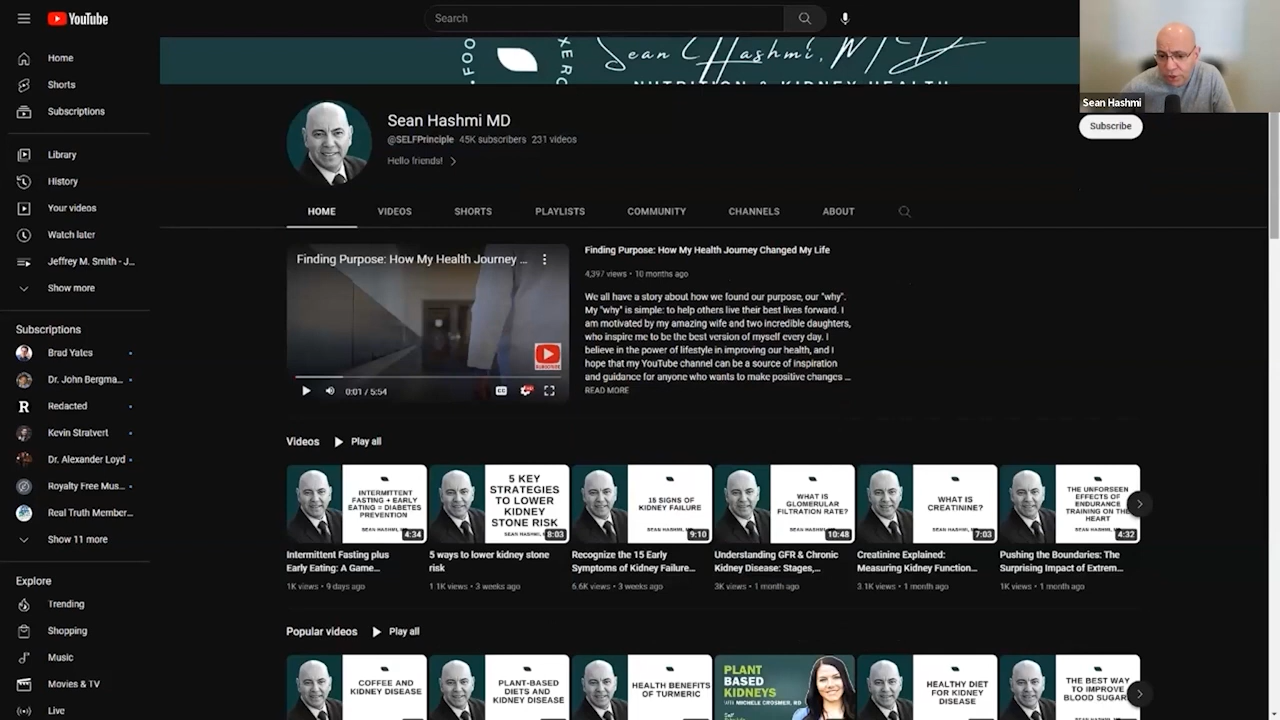 YouTube
Search
Home
Shorts
Subscriptions
Library
History
Your videos
Watch later
Jeffrey M. Smith - J...
Show more
Subscriptions
Brad Yates
Dr. John Bergma...
Redacted
Kevin Stratvert
Dr. Alexander Loyd
Royalty Free Mus...
Real Truth Member...
Show 11 more
Explore
Trending
Shopping
Music
Movies & TV
Live
Sean Hashmi, MD
NUTRITION & KIDNEY HEALTH
Sean Hashmi
Sean Hashmi MD
@SELFPrinciple 45K subscribers 231 videos
Hello friends!
Subscribe
HOME VIDEOS SHORTS PLAYLISTS COMMUNITY CHANNELS ABOUT
Finding Purpose: How My Health Journey ...
SUBSCRIBE
0:01 / 5:54
Finding Purpose: How My Health Journey Changed My Life
4,397 views • 10 months ago
We all have a story about how we found our purpose, our "why".
My "why" is simple: to help others live their best lives forward. I
am motivated by my amazing wife and two incredible daughters,
who inspire me to be the best version of myself every day. I
believe in the power of lifestyle in improving our health, and I
hope that my YouTube channel can be a source of inspiration
and guidance for anyone who wants to make positive changes ...
READ MORE
Videos Play all
INTERMITTENT
FASTING + EARLY
EATING = DIABETES
PREVENTION
SEAN HASHMI, MD
4:34
Intermittent Fasting plus
Early Eating: A Game...
1K views • 9 days ago
5 KEY
STRATEGIES
TO LOWER
KIDNEY
STONE RISK
SEAN HASHMI, MD
8:03
5 ways to lower kidney stone
risk
1.1K views • 3 weeks ago
15 SIGNS OF
KIDNEY FAILURE
SEAN HASHMI, MD
9:10
Recognize the 15 Early
Symptoms of Kidney Failure...
6.6K views • 3 weeks ago
WHAT IS
GLOMERULAR
FILTRATION RATE?
SEAN HASHMI, MD
10:48
Understanding GFR & Chronic
Kidney Disease: Stages,...
3K views • 1 month ago
WHAT IS
CREATININE?
SEAN HASHMI, MD
7:03
Creatinine Explained:
Measuring Kidney Function...
3.1K views • 1 month ago
THE UNFORSEEN
EFFECTS OF
ENDURANCE
TRAINING ON THE
HEART
SEAN HASHMI, MD
4:32
Pushing the Boundaries: The
Surprising Impact of Extrem...
1K views • 1 month ago
Popular videos Play all
COFFEE AND
KIDNEY DISEASE
PLANT-BASED
DIETS AND
KIDNEY DISEASE
HEALTH BENEFITS
OF TURMERIC
PLANT
BASED
KIDNEYS
WITH MICHELE CROSMER, RD
HEALTHY DIET
FOR KIDNEY
DISEASE
THE BEST WAY
TO IMPROVE
BLOOD SUGAR